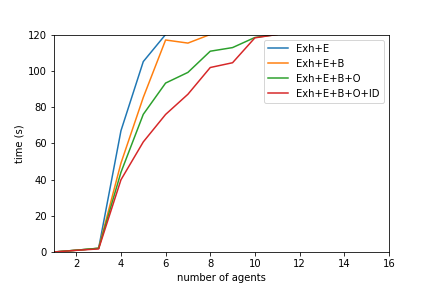 120
100
80
60
40
20
0
time (s)
Exh+E
Exh+E+B
Exh+E+B+O
Exh+E+B+O+ID
2 4 6 8 10 12 14 16
number of agents